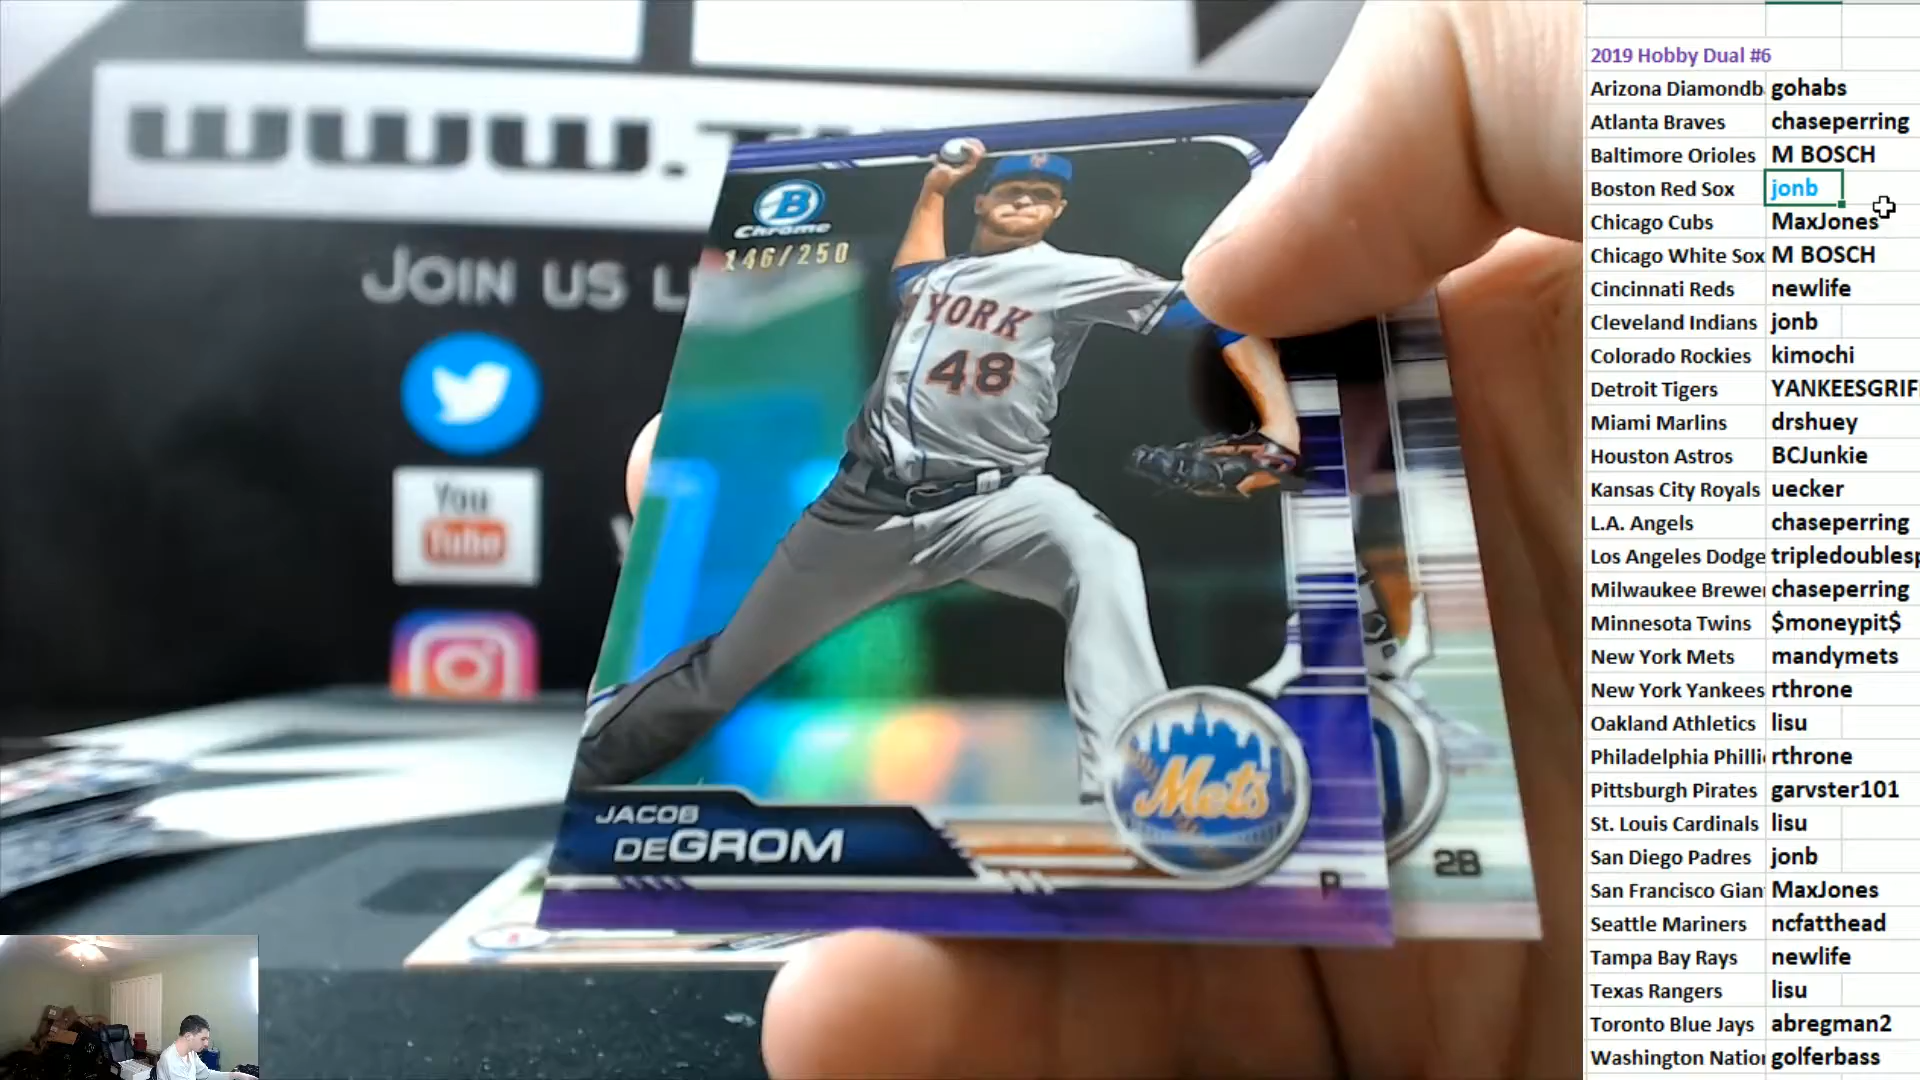 www.
JOIN US L
You
Tube
B
Chrome
146/250
YORK
48
Mets
JACOB
DEGROM
P
2B
2019 Hobby Dual #6
Arizona Diamondb gohabs
Atlanta Braves chaseperring
Baltimore Orioles M BOSCH
Boston Red Sox jonb
Chicago Cubs MaxJones
Chicago White Sox M BOSCH
Cincinnati Reds newlife
Cleveland Indians jonb
Colorado Rockies kimochi
Detroit Tigers YANKEESGRIF
Miami Marlins drshuey
Houston Astros BCJunkie
Kansas City Royals uecker
L.A. Angels chaseperring
Los Angeles Dodge tripledoublesp
Milwaukee Brewer chaseperring
Minnesota Twins $moneypit$
New York Mets mandymets
New York Yankees rthrone
Oakland Athletics lisu
Philadelphia Philli rthrone
Pittsburgh Pirates garvster101
St. Louis Cardinals lisu
San Diego Padres jonb
San Francisco Gian MaxJones
Seattle Mariners ncfatthead
Tampa Bay Rays newlife
Texas Rangers lisu
Toronto Blue Jays abregman2
Washington Natio golferbass